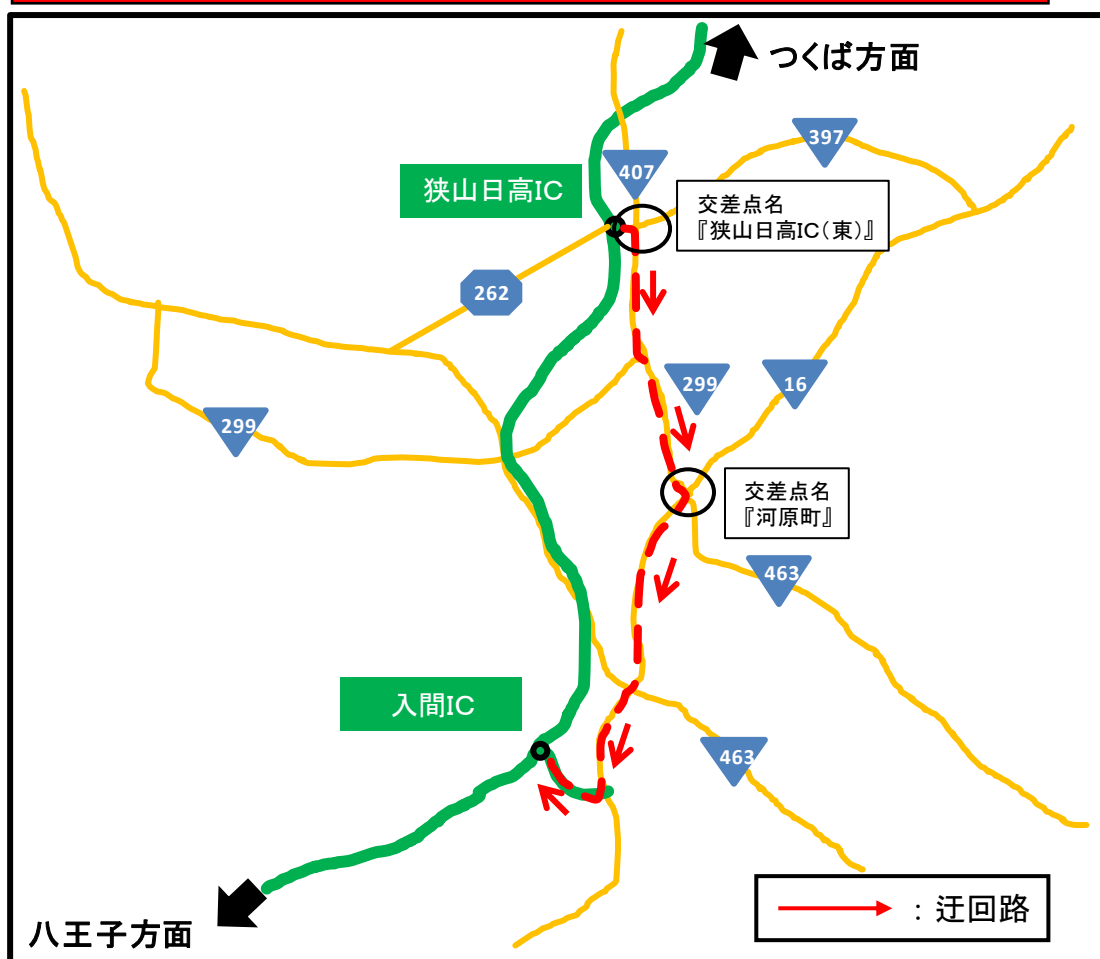 つくば方面
397
407
狭山日高IC
交差点名
『狭山日高IC(東)』
262
299
16
299
交差点名
『河原町』
463
入間IC
463
八王子方面
：迂回路